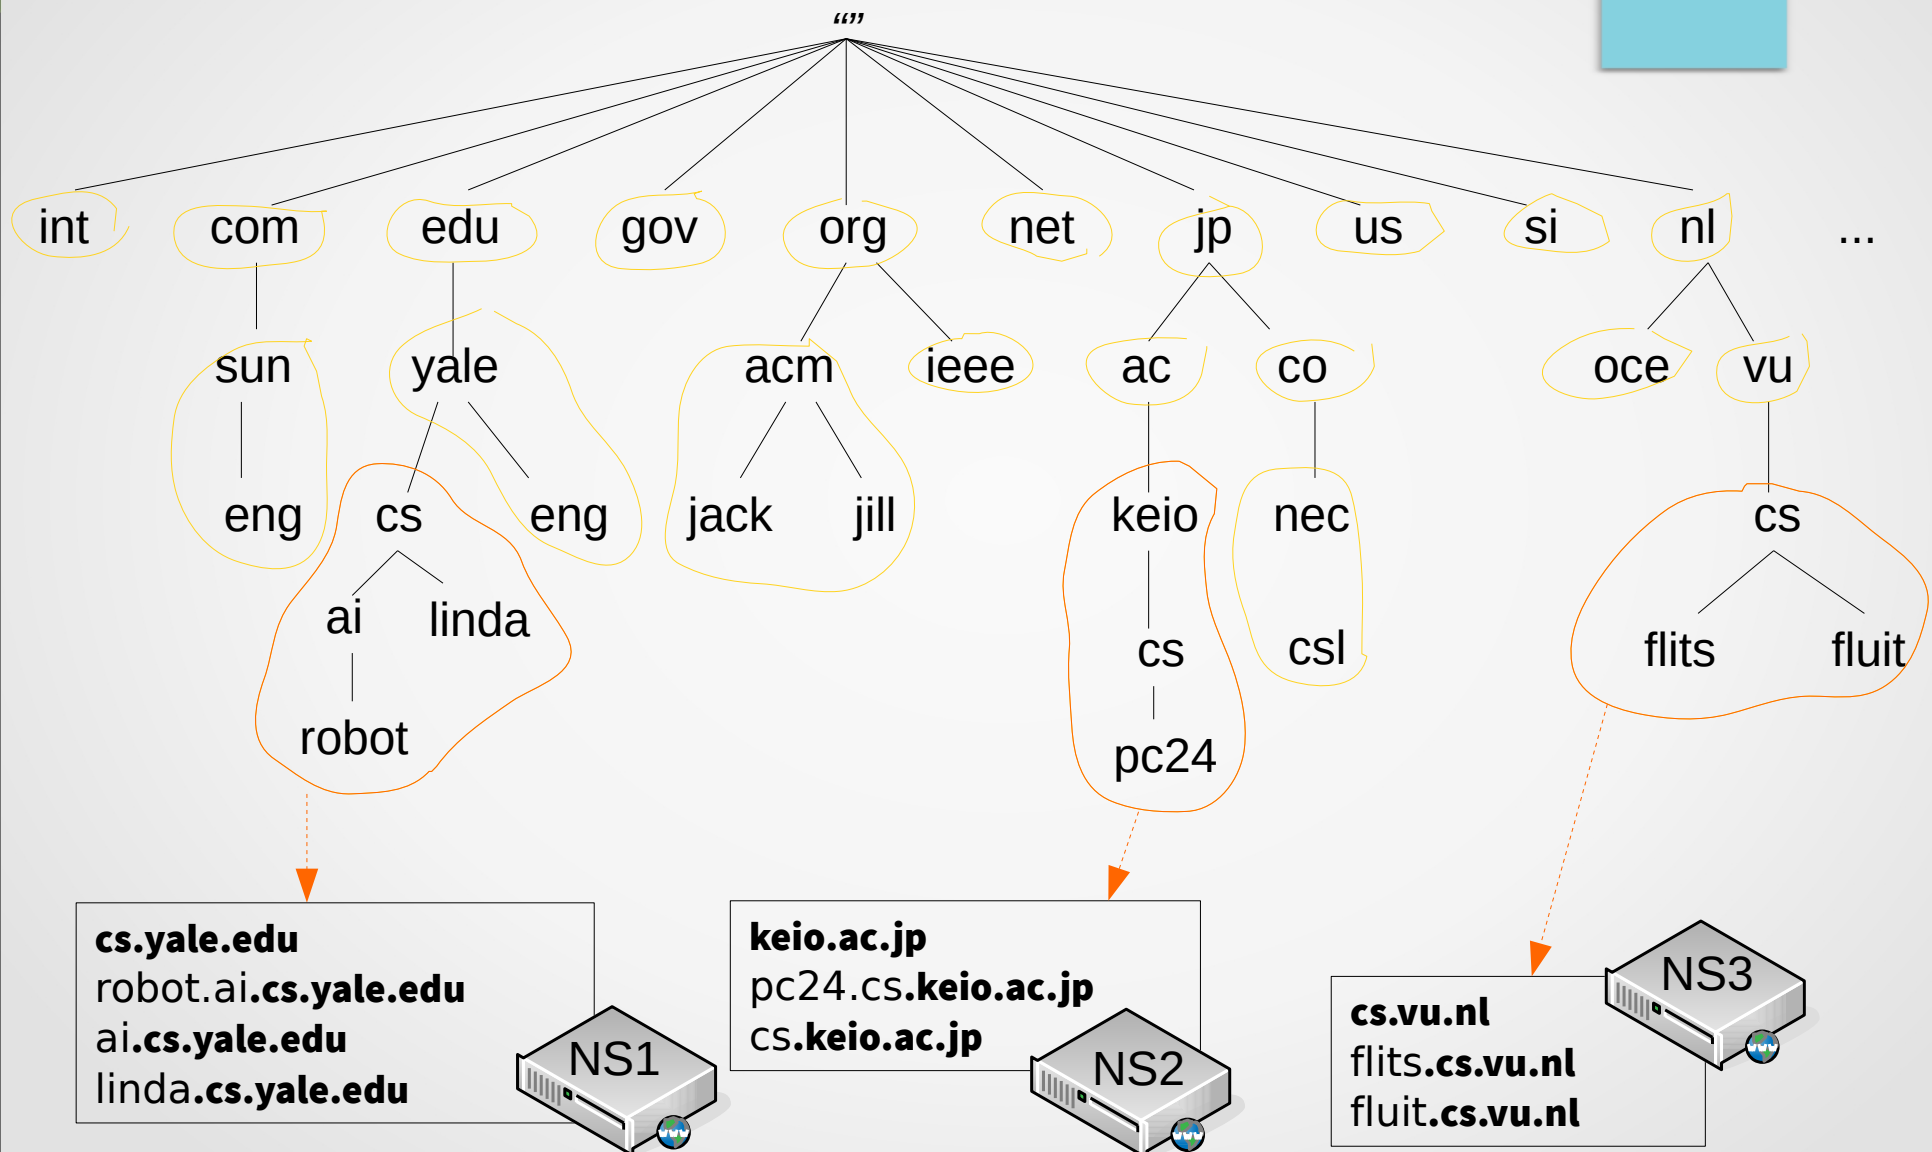 “”
int com edu gov org net jp us si nl ...
sun yale acm ieee ac co oce vu
eng cs eng jack jill keio nec cs
ai linda cs csl flits fluit
robot pc24
cs.yale.edu
robot.ai.cs.yale.edu
ai.cs.yale.edu
linda.cs.yale.edu
NS1
keio.ac.jp
pc24.cs.keio.ac.jp
cs.keio.ac.jp
NS2
cs.vu.nl
flits.cs.vu.nl
fluit.cs.vu.nl
NS3